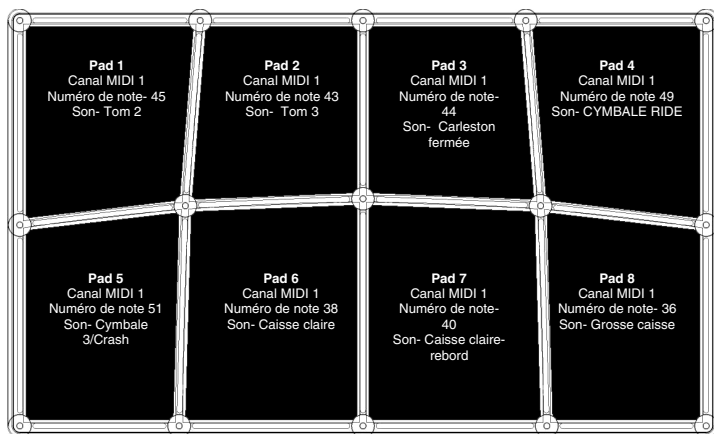 Pad 1
Canal MIDI 1
Numéro de note- 45
Son- Tom 2
Pad 2
Canal MIDI 1
Numéro de note 43
Son- Tom 3
Pad 3
Canal MIDI 1
Numéro de note-
44
Son- Carleston
fermée
Pad 4
Canal MIDI 1
Numéro de note 49
Son- CYMBALE RIDE
Pad 5
Canal MIDI 1
Numéro de note 51
Son- Cymbale
3/Crash
Pad 6
Canal MIDI 1
Numéro de note 38
Son- Caisse claire
Pad 7
Canal MIDI 1
Numéro de note-
40
Son- Caisse claire-
rebord
Pad 8
Canal MIDI 1
Numéro de note- 36
Son- Grosse caisse